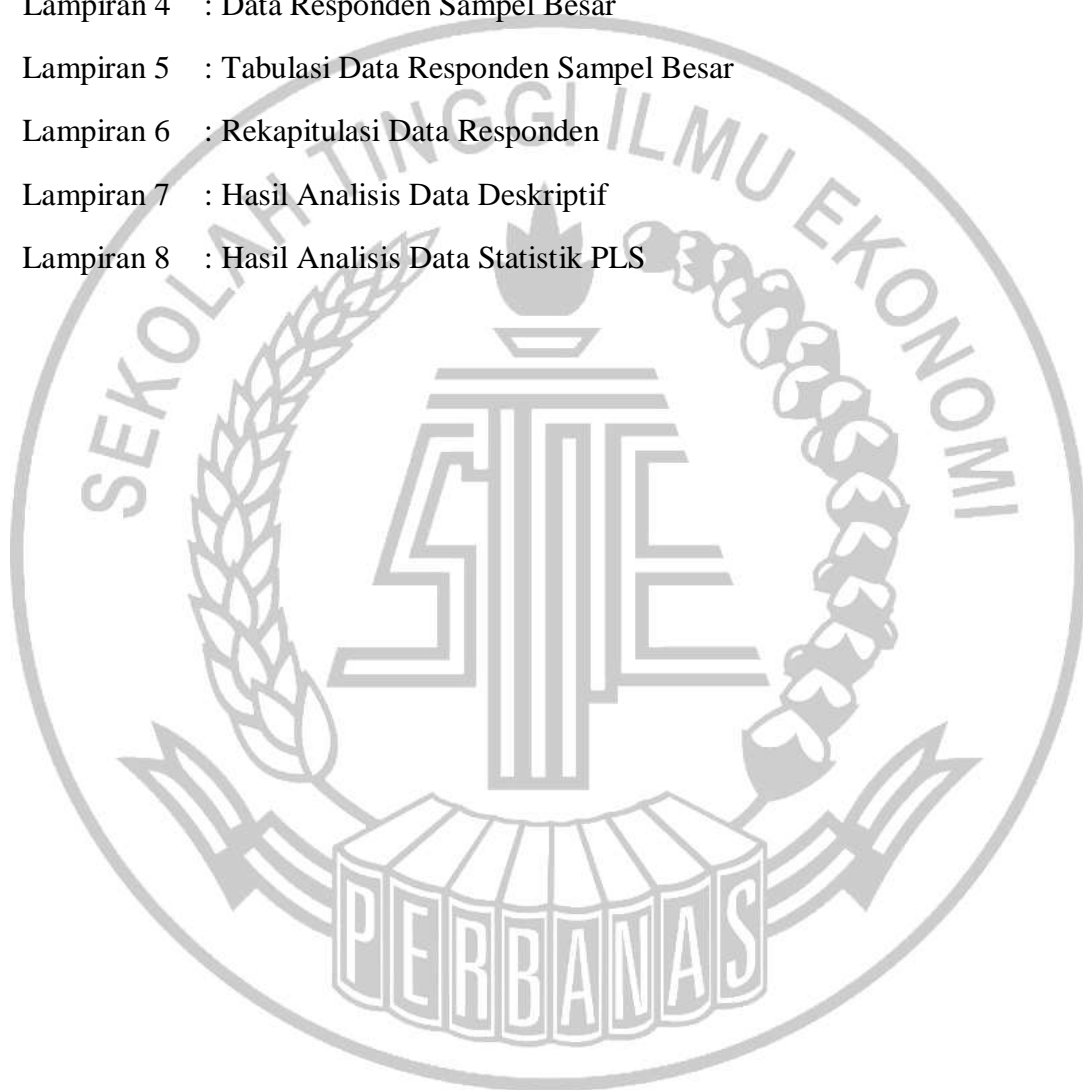 Lampiran 4 : Data Responden Sampel Besar
Lampiran 5 : Tabulasi Data Responden Sampel Besar
Lampiran 6 : Rekapitulasi Data Responden
Lampiran 7 : Hasil Analisis Data Deskriptif
Lampiran 8 : Hasil Analisis Data Statistik PLS
SEKOLAH TINGGI ILMU EKONOMI
STIE
PERBANAS